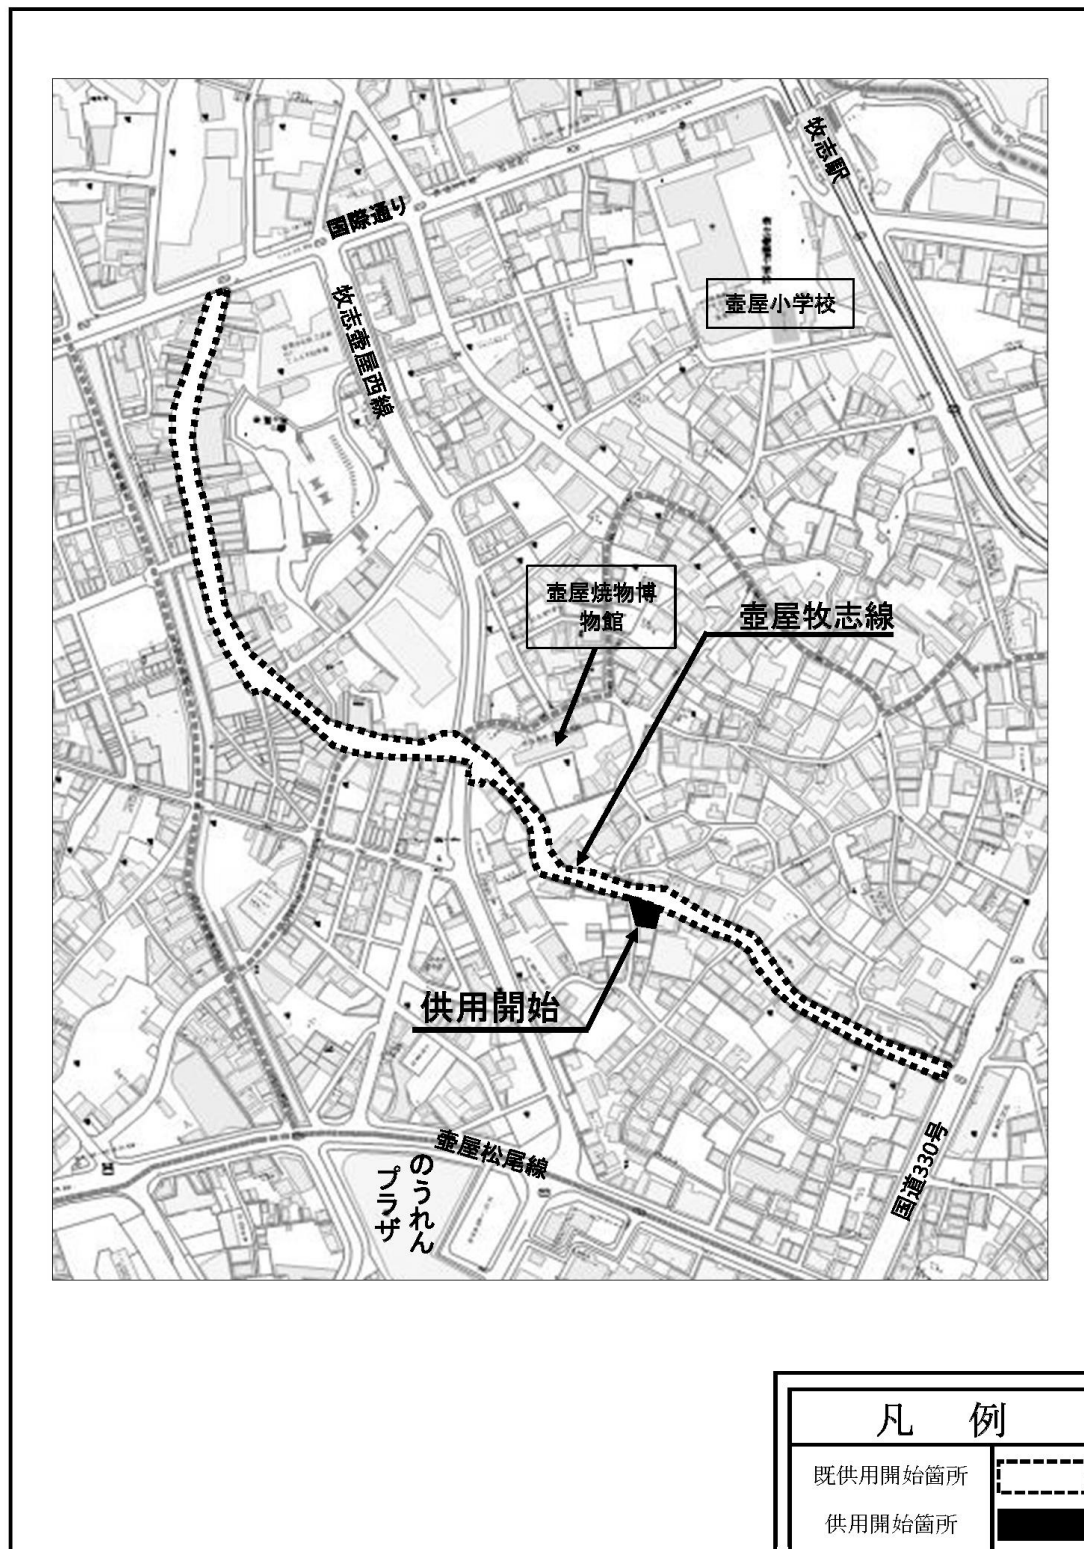 牧志駅
国際通り
壺屋小学校
牧志壺屋西線
壺屋焼物博
物館
壺屋牧志線
供用開始
壺屋松尾線
のうれん
プラザ
国道330号
凡 例
既供用開始箇所
供用開始箇所